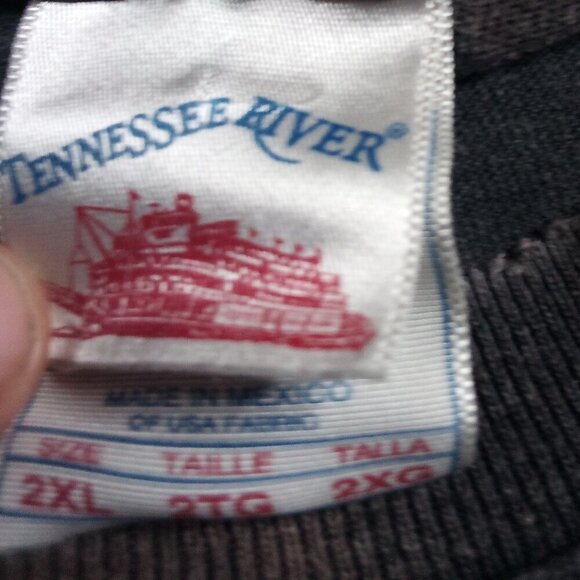 TENNESSEE RIVER®
MADE IN MEXICO
OF USA FABRIC
SIZE TAILLE TALLA
2XL 2TG 2XG